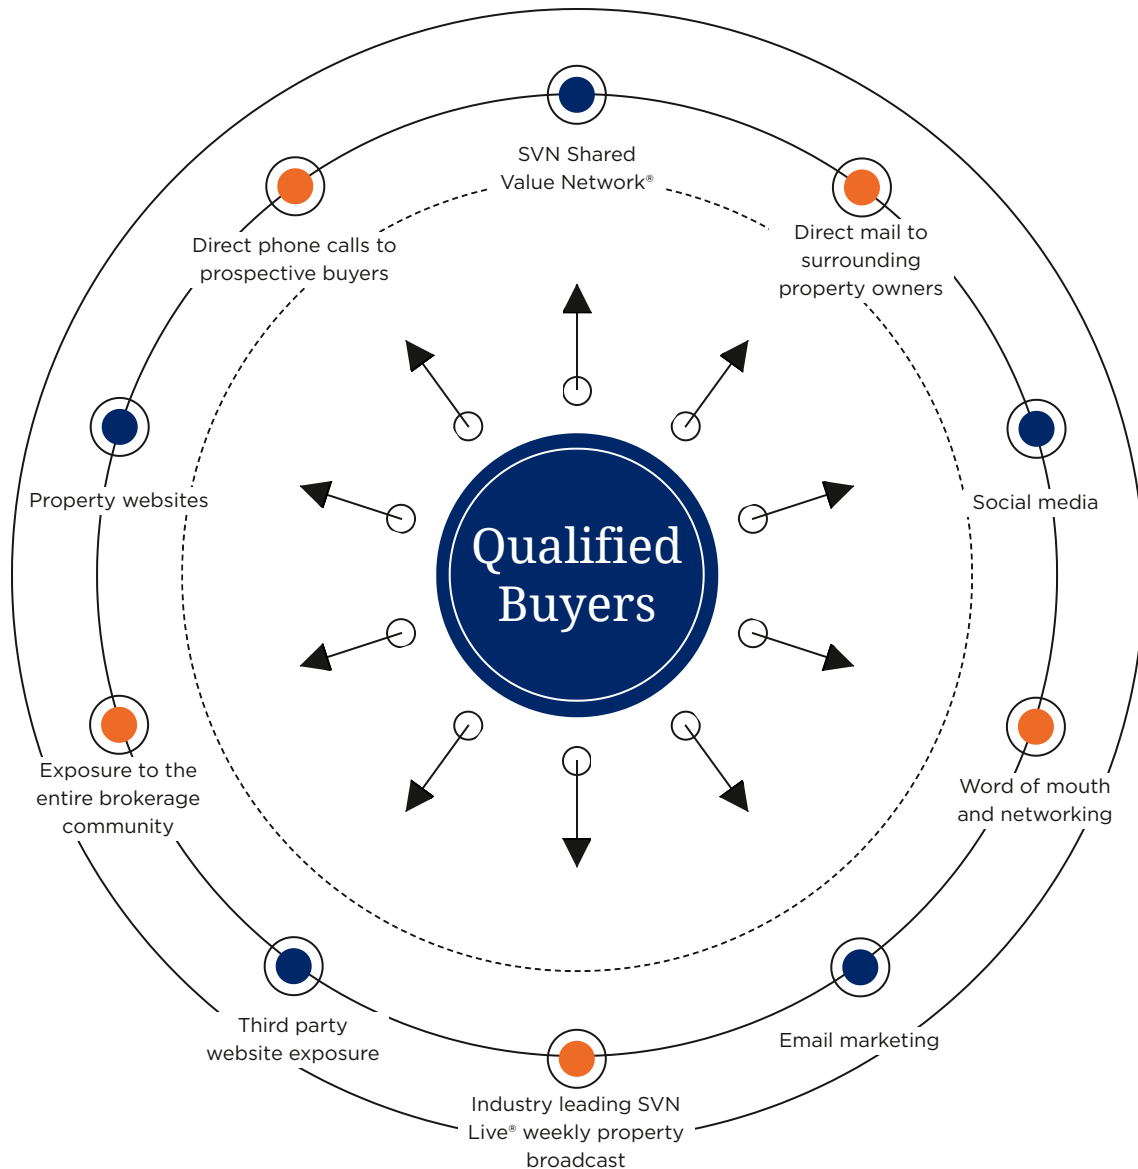 SVN Shared
Value Network®
Direct phone calls to
prospective buyers
Direct mail to
surrounding
property owners
Property websites
Social media
Qualified
Buyers
Exposure to the
entire brokerage
community
Word of mouth
and networking
Third party
website exposure
Email marketing
Industry leading SVN
Live® weekly property
broadcast